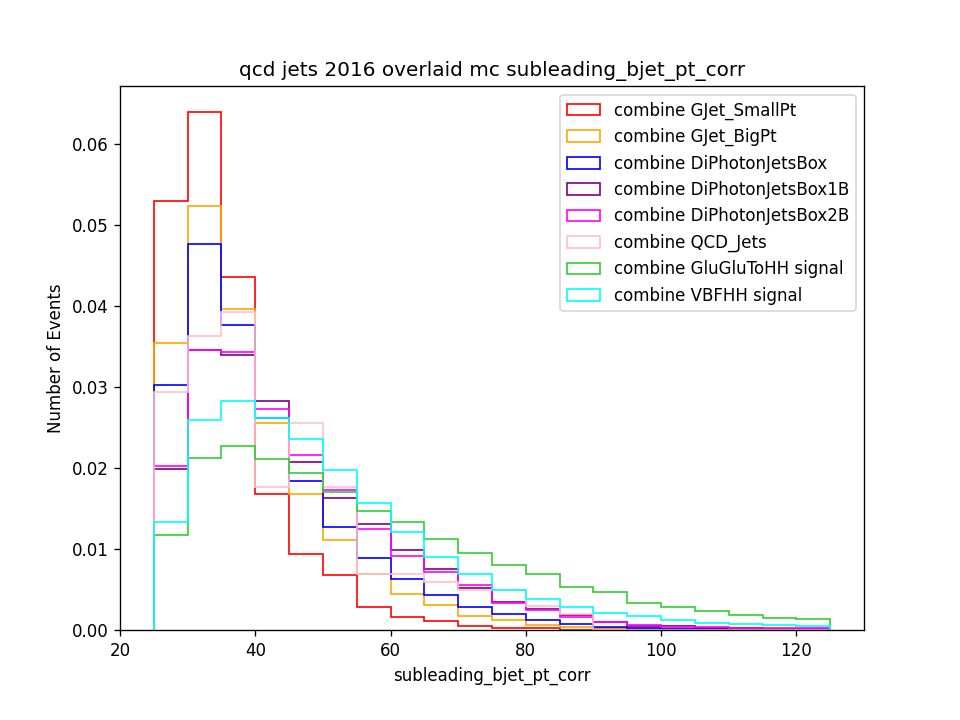 qcd jets 2016 overlaid mc subleading_bjet_pt_corr
combine GJet_SmallPt
combine GJet_BigPt
combine DiPhotonJetsBox
combine DiPhotonJetsBox1B
combine DiPhotonJetsBox2B
combine QCD_Jets
combine GluGluToHH signal
combine VBFHH signal
Number of Events
0.06
0.05
0.04
0.03
0.02
0.01
0.00
20 40 60 80 100 120
subleading_bjet_pt_corr